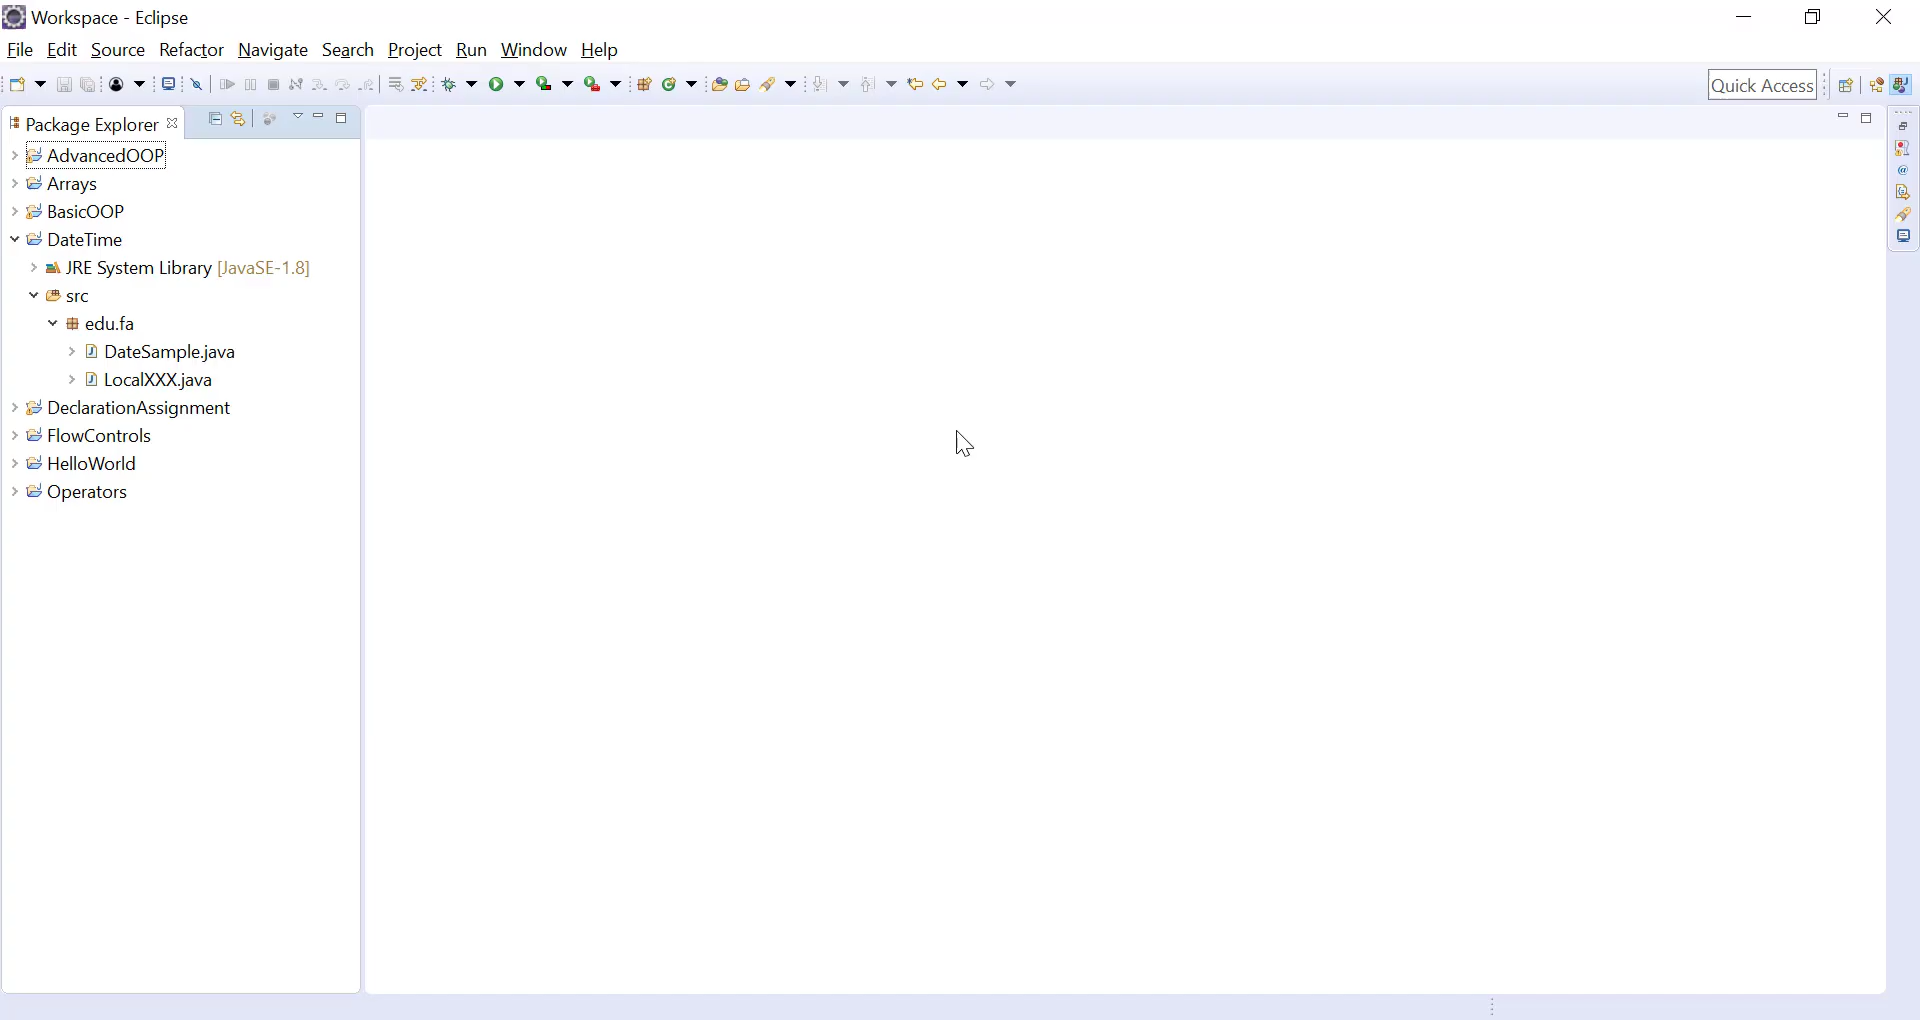 Workspace - Eclipse
File Edit Source Refactor Navigate Search Project Run Window Help
Quick Access
Package Explorer
AdvancedOOP
Arrays
BasicOOP
DateTime
JRE System Library [JavaSE-1.8]
src
edu.fa
DateSample.java
LocalXXX.java
DeclarationAssignment
FlowControls
HelloWorld
Operators